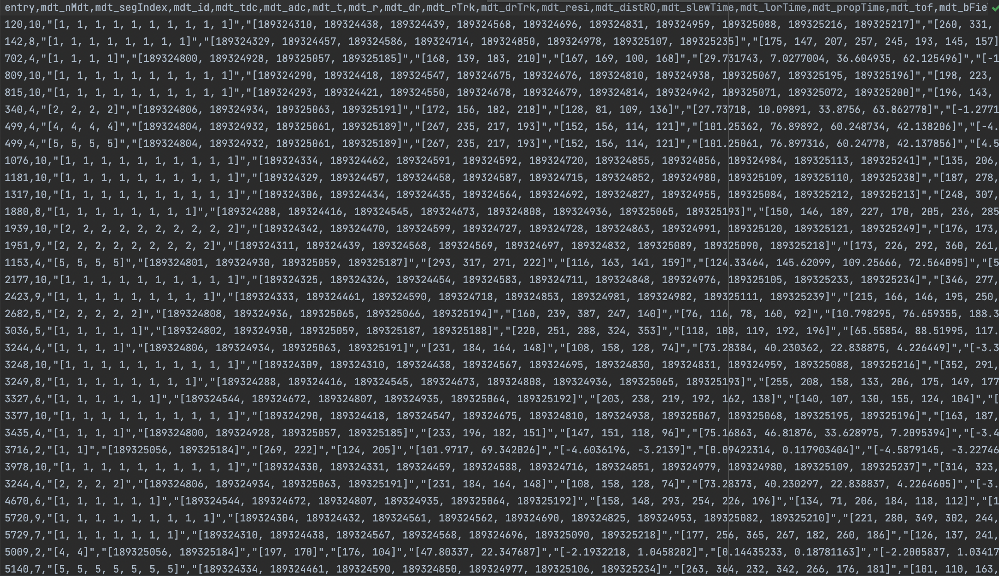 entry,mdt_nMdt,mdt_segIndex,mdt_id,mdt_tdc,mdt_adc,mdt_t,mdt_r,mdt_dr,mdt_rTrk,mdt_drTrk,mdt_resi,mdt_distRO,mdt_slewTime,mdt_lorTime,mdt_propTime,mdt_tof,mdt_bFie
120,10,"[1, 1, 1, 1, 1, 1, 1, 1, 1, 1]","[189324310, 189324438, 189324439, 189324568, 189324696, 189324831, 189324959, 189325088, 189325216, 189325217]","[260, 331,
142,8,"[1, 1, 1, 1, 1, 1, 1, 1]","[189324329, 189324457, 189324586, 189324714, 189324850, 189324978, 189325107, 189325235]","[175, 147, 207, 257, 245, 193, 145, 157]
702,4,"[1, 1, 1, 1]","[189324800, 189324928, 189325057, 189325185]","[168, 139, 183, 210]","[167, 169, 100, 168]","[29.731743, 7.0277004, 36.604935, 62.125496]","[-1
809,10,"[1, 1, 1, 1, 1, 1, 1, 1, 1, 1]","[189324290, 189324418, 189324547, 189324675, 189324676, 189324810, 189324938, 189325067, 189325195, 189325196]","[198, 223,
815,10,"[1, 1, 1, 1, 1, 1, 1, 1, 1, 1]","[189324293, 189324421, 189324550, 189324678, 189324679, 189324814, 189324942, 189325071, 189325072, 189325200]","[196, 143,
340,4,"[2, 2, 2, 2]","[189324806, 189324934, 189325063, 189325191]","[172, 156, 182, 218]","[128, 81, 109, 136]","[27.73718, 10.09891, 33.8756, 63.862778]","[-1.2771
499,4,"[4, 4, 4, 4]","[189324804, 189324932, 189325061, 189325189]","[267, 235, 217, 193]","[152, 156, 114, 121]","[101.25362, 76.89892, 60.248734, 42.138206]","[-4.
499,4,"[5, 5, 5, 5]","[189324804, 189324932, 189325061, 189325189]","[267, 235, 217, 193]","[152, 156, 114, 121]","[101.25061, 76.897316, 60.24778, 42.137856]","[4.5
1076,10,"[1, 1, 1, 1, 1, 1, 1, 1, 1, 1]","[189324334, 189324462, 189324591, 189324592, 189324720, 189324855, 189324856, 189324984, 189325113, 189325241]","[135, 206,
1181,10,"[1, 1, 1, 1, 1, 1, 1, 1, 1, 1]","[189324329, 189324457, 189324458, 189324587, 189324715, 189324852, 189324980, 189325109, 189325110, 189325238]","[187, 278,
1317,10,"[1, 1, 1, 1, 1, 1, 1, 1, 1, 1]","[189324306, 189324434, 189324435, 189324564, 189324692, 189324827, 189324955, 189325084, 189325212, 189325213]","[248, 307,
1880,8,"[1, 1, 1, 1, 1, 1, 1, 1]","[189324288, 189324416, 189324545, 189324673, 189324808, 189324936, 189325065, 189325193]","[150, 146, 189, 227, 170, 205, 236, 285
1939,10,"[2, 2, 2, 2, 2, 2, 2, 2, 2, 2]","[189324342, 189324470, 189324599, 189324727, 189324728, 189324863, 189324991, 189325120, 189325121, 189325249]","[176, 173,
1951,9,"[2, 2, 2, 2, 2, 2, 2, 2, 2]","[189324311, 189324439, 189324568, 189324569, 189324697, 189324832, 189325089, 189325090, 189325218]","[173, 226, 292, 360, 261,
1153,4,"[5, 5, 5, 5]","[189324801, 189324930, 189325059, 189325187]","[293, 317, 271, 222]","[116, 163, 141, 159]","[124.33464, 145.62099, 109.25666, 72.564095]","[5
2177,10,"[1, 1, 1, 1, 1, 1, 1, 1, 1, 1]","[189324325, 189324326, 189324454, 189324583, 189324711, 189324848, 189324976, 189325105, 189325233, 189325234]","[346, 277,
2423,9,"[1, 1, 1, 1, 1, 1, 1, 1, 1]","[189324333, 189324461, 189324590, 189324718, 189324853, 189324981, 189324982, 189325111, 189325239]","[215, 166, 146, 195, 250,
2682,5,"[2, 2, 2, 2, 2]","[189324808, 189324936, 189325065, 189325066, 189325194]","[160, 239, 387, 247, 140]","[76, 116, 78, 160, 92]","[10.798295, 76.659355, 188.3
3036,5,"[1, 1, 1, 1, 1]","[189324802, 189324930, 189325059, 189325187, 189325188]","[220, 251, 288, 324, 353]","[118, 108, 119, 192, 196]","[65.55854, 88.51995, 117.
3244,4,"[1, 1, 1, 1]","[189324806, 189324934, 189325063, 189325191]","[231, 184, 164, 148]","[108, 158, 128, 74]","[73.28384, 40.230362, 22.838875, 4.226449]","[-3.3
3248,10,"[1, 1, 1, 1, 1, 1, 1, 1, 1, 1]","[189324309, 189324310, 189324438, 189324567, 189324695, 189324830, 189324831, 189324959, 189325088, 189325216]","[352, 291,
3249,8,"[1, 1, 1, 1, 1, 1, 1, 1]","[189324288, 189324416, 189324545, 189324673, 189324808, 189324936, 189325065, 189325193]","[255, 208, 158, 133, 206, 175, 149, 177
3327,6,"[1, 1, 1, 1, 1, 1]","[189324544, 189324672, 189324807, 189324935, 189325064, 189325192]","[203, 238, 219, 192, 162, 138]","[140, 107, 130, 155, 124, 104]","[
3377,10,"[1, 1, 1, 1, 1, 1, 1, 1, 1, 1]","[189324290, 189324418, 189324547, 189324675, 189324810, 189324938, 189325067, 189325068, 189325195, 189325196]","[163, 187,
3435,4,"[1, 1, 1, 1]","[189324800, 189324928, 189325057, 189325185]","[233, 196, 182, 151]","[147, 151, 118, 96]","[75.16863, 46.81876, 33.628975, 7.2095394]","[-3.4
3716,2,"[1, 1]","[189325056, 189325184]","[269, 222]","[124, 205]","[101.9717, 69.342026]","[-4.6036196, -3.2139]","[0.09422314, 0.117903404]","[-4.5879145, -3.22746
3978,10,"[1, 1, 1, 1, 1, 1, 1, 1, 1, 1]","[189324330, 189324331, 189324459, 189324588, 189324716, 189324851, 189324979, 189324980, 189325109, 189325237]","[314, 323,
3244,4,"[2, 2, 2, 2]","[189324806, 189324934, 189325063, 189325191]","[231, 184, 164, 148]","[108, 158, 128, 74]","[73.28373, 40.230297, 22.838837, 4.2264605]","[-3.
4670,6,"[1, 1, 1, 1, 1, 1]","[189324544, 189324672, 189324807, 189324935, 189325064, 189325192]","[158, 148, 293, 254, 226, 196]","[134, 71, 206, 184, 118, 112]","[1
5720,9,"[1, 1, 1, 1, 1, 1, 1, 1, 1]","[189324304, 189324432, 189324561, 189324562, 189324690, 189324825, 189324953, 189325082, 189325210]","[221, 280, 349, 302, 244,
5729,7,"[1, 1, 1, 1, 1, 1, 1]","[189324310, 189324438, 189324567, 189324568, 189324696, 189325090, 189325218]","[177, 256, 365, 267, 182, 260, 186]","[126, 137, 241,
5009,2,"[4, 4]","[189325056, 189325184]","[197, 170]","[176, 104]","[47.80337, 22.347687]","[-2.1932218, 1.0458202]","[0.14435233, 0.18781163]","[-2.2005837, 1.03417
5140,7,"[5, 5, 5, 5, 5, 5, 5]","[189324334, 189324461, 189324590, 189324850, 189324977, 189325106, 189325234]","[263, 364, 232, 342, 266, 176, 181]","[101, 110, 163,